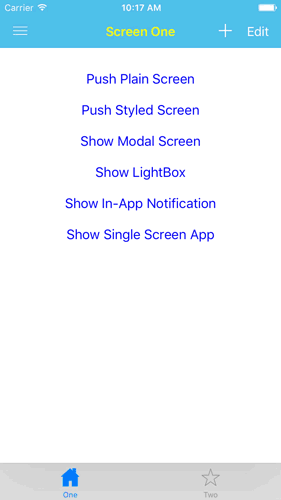 Carrier 10:17 AM
Screen One Edit
Push Plain Screen
Push Styled Screen
Show Modal Screen
Show LightBox
Show In-App Notification
Show Single Screen App
One Two